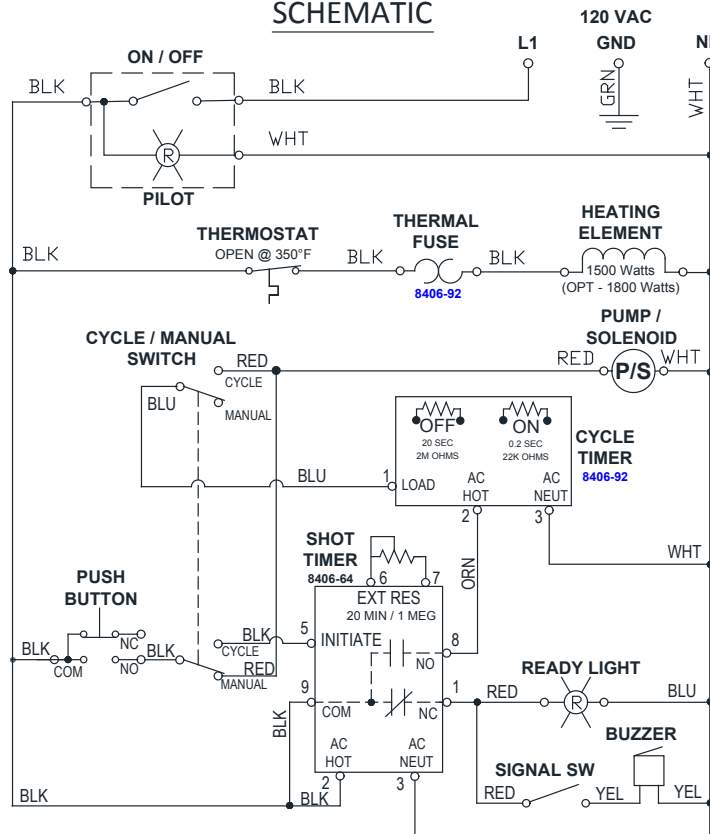 SCHEMATIC
120 VAC
L1
GND
ON / OFF
BLK
BLK
GRN
WHT
R
WHT
PILOT
THERMOSTAT
OPEN @ 350°F
THERMAL
FUSE
8406-92
HEATING
ELEMENT
1500 Watts
(OPT - 1800 Watts)
BLK
BLK
BLK
CYCLE / MANUAL
SWITCH
RED
CYCLE
MANUAL
BLU
PUMP /
SOLENOID
RED
P/S
WHT
OFF
20 SEC
2M OHMS
ON
0.2 SEC
22K OHMS
CYCLE
TIMER
8406-92
BLU
1
LOAD
AC
HOT
AC
NEUT
2
3
ORN
WHT
SHOT
TIMER
8406-64
6
7
EXT RES
20 MIN / 1 MEG
PUSH
BUTTON
BLK
COM
NC
NO
BLK
BLK
CYCLE
RED
MANUAL
5
INITIATE
8
NO
9
COM
1
NC
BLK
AC
HOT
AC
NEUT
2
3
BLK
BLK
READY LIGHT
RED
R
BLU
SIGNAL SW
BUZZER
RED
YEL
YEL